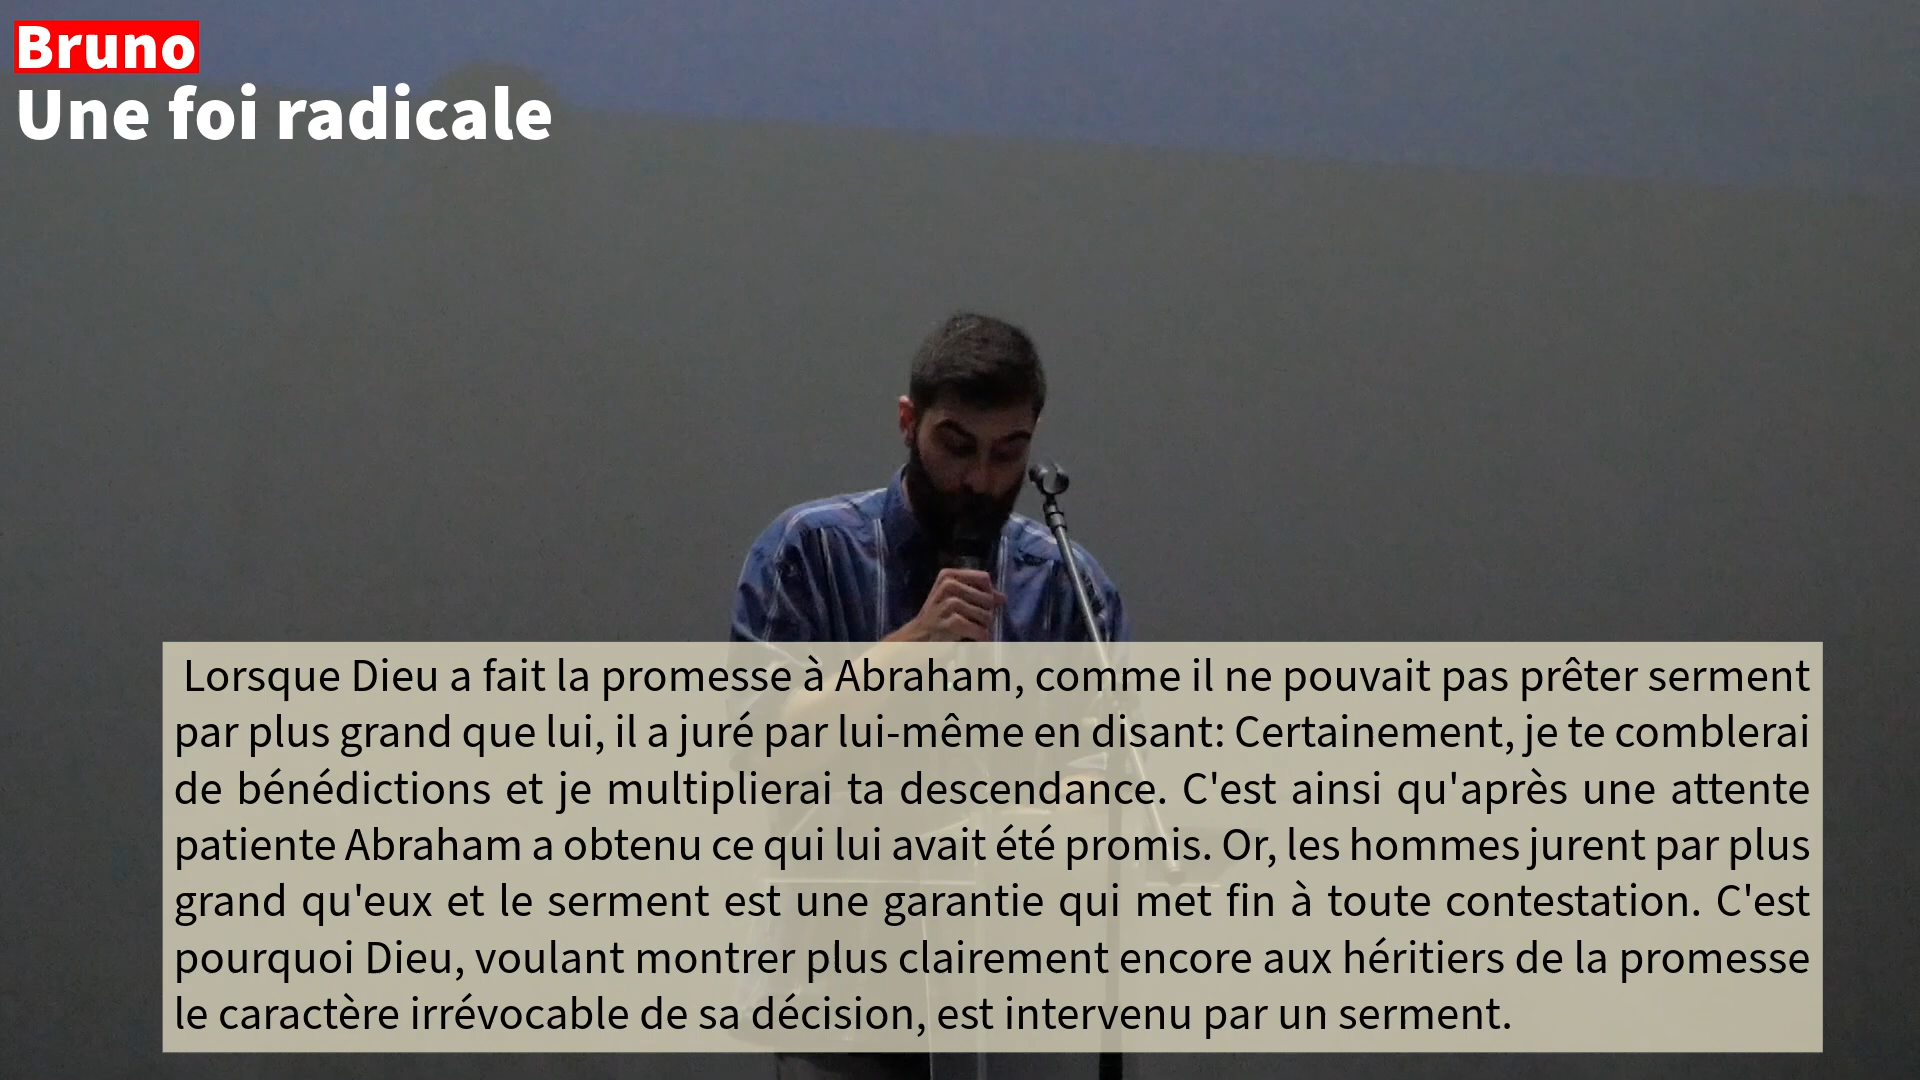 Bruno
Une foi radicale
Lorsque Dieu a fait la promesse à Abraham, comme il ne pouvait pas prêter serment
par plus grand que lui, il a juré par lui-même en disant: Certainement, je te comblerai
de bénédictions et je multiplierai ta descendance. C'est ainsi qu'après une attente
patiente Abraham a obtenu ce qui lui avait été promis. Or, les hommes jurent par plus
grand qu'eux et le serment est une garantie qui met fin à toute contestation. C'est
pourquoi Dieu, voulant montrer plus clairement encore aux héritiers de la promesse
le caractère irrévocable de sa décision, est intervenu par un serment.